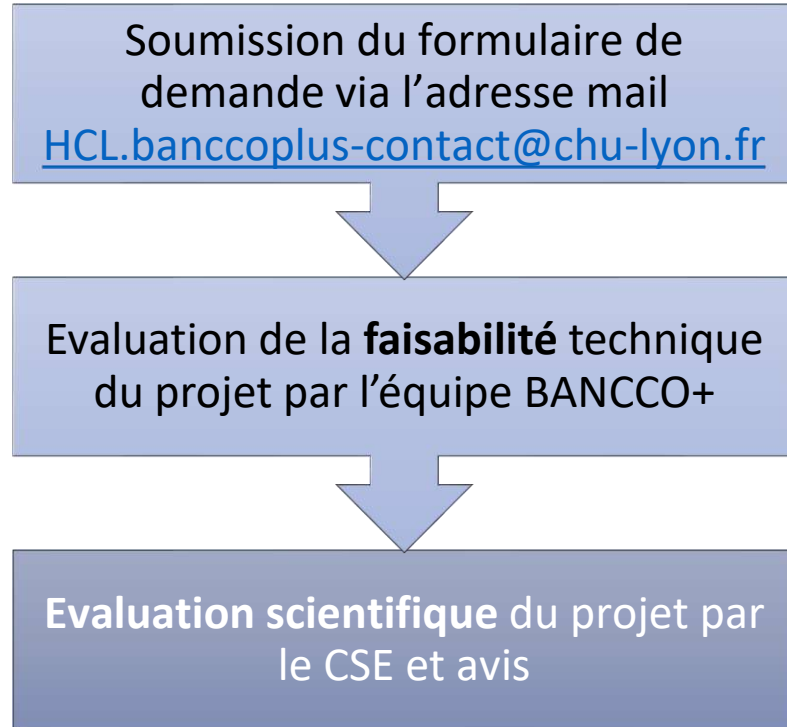 Soumission du formulaire de
demande via l’adresse mail
HCL.banccoplus-contact@chu-lyon.fr
Evaluation de la faisabilité technique
du projet par l’équipe BANCCO+
Evaluation scientifique du projet par
le CSE et avis